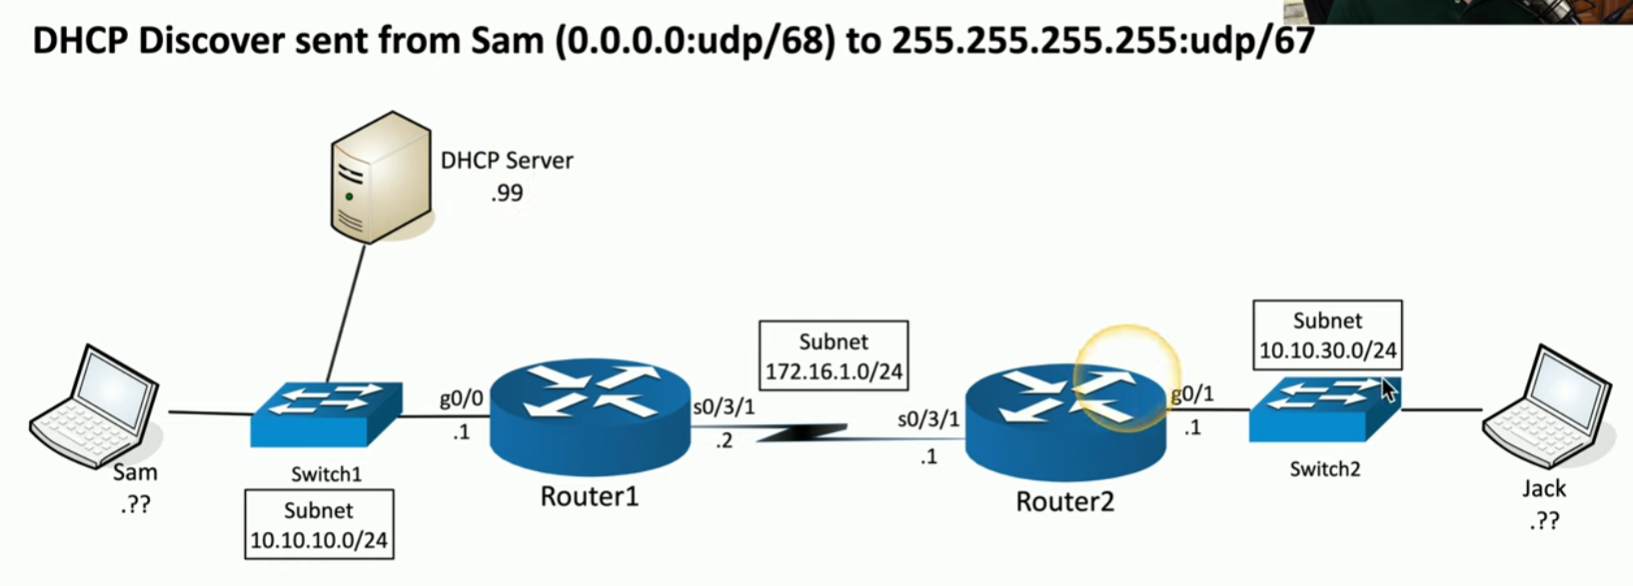 DHCP Discover sent from Sam (0.0.0.0:udp/68) to 255.255.255.255:udp/67
DHCP Server
.99
Subnet
172.16.1.0/24
Subnet
10.10.30.0/24
g0/0
.1
s0/3/1
.2
s0/3/1
.1
g0/1
.1
Sam
.??
Switch1
Subnet
10.10.10.0/24
Router1
Router2
Switch2
Jack
.??